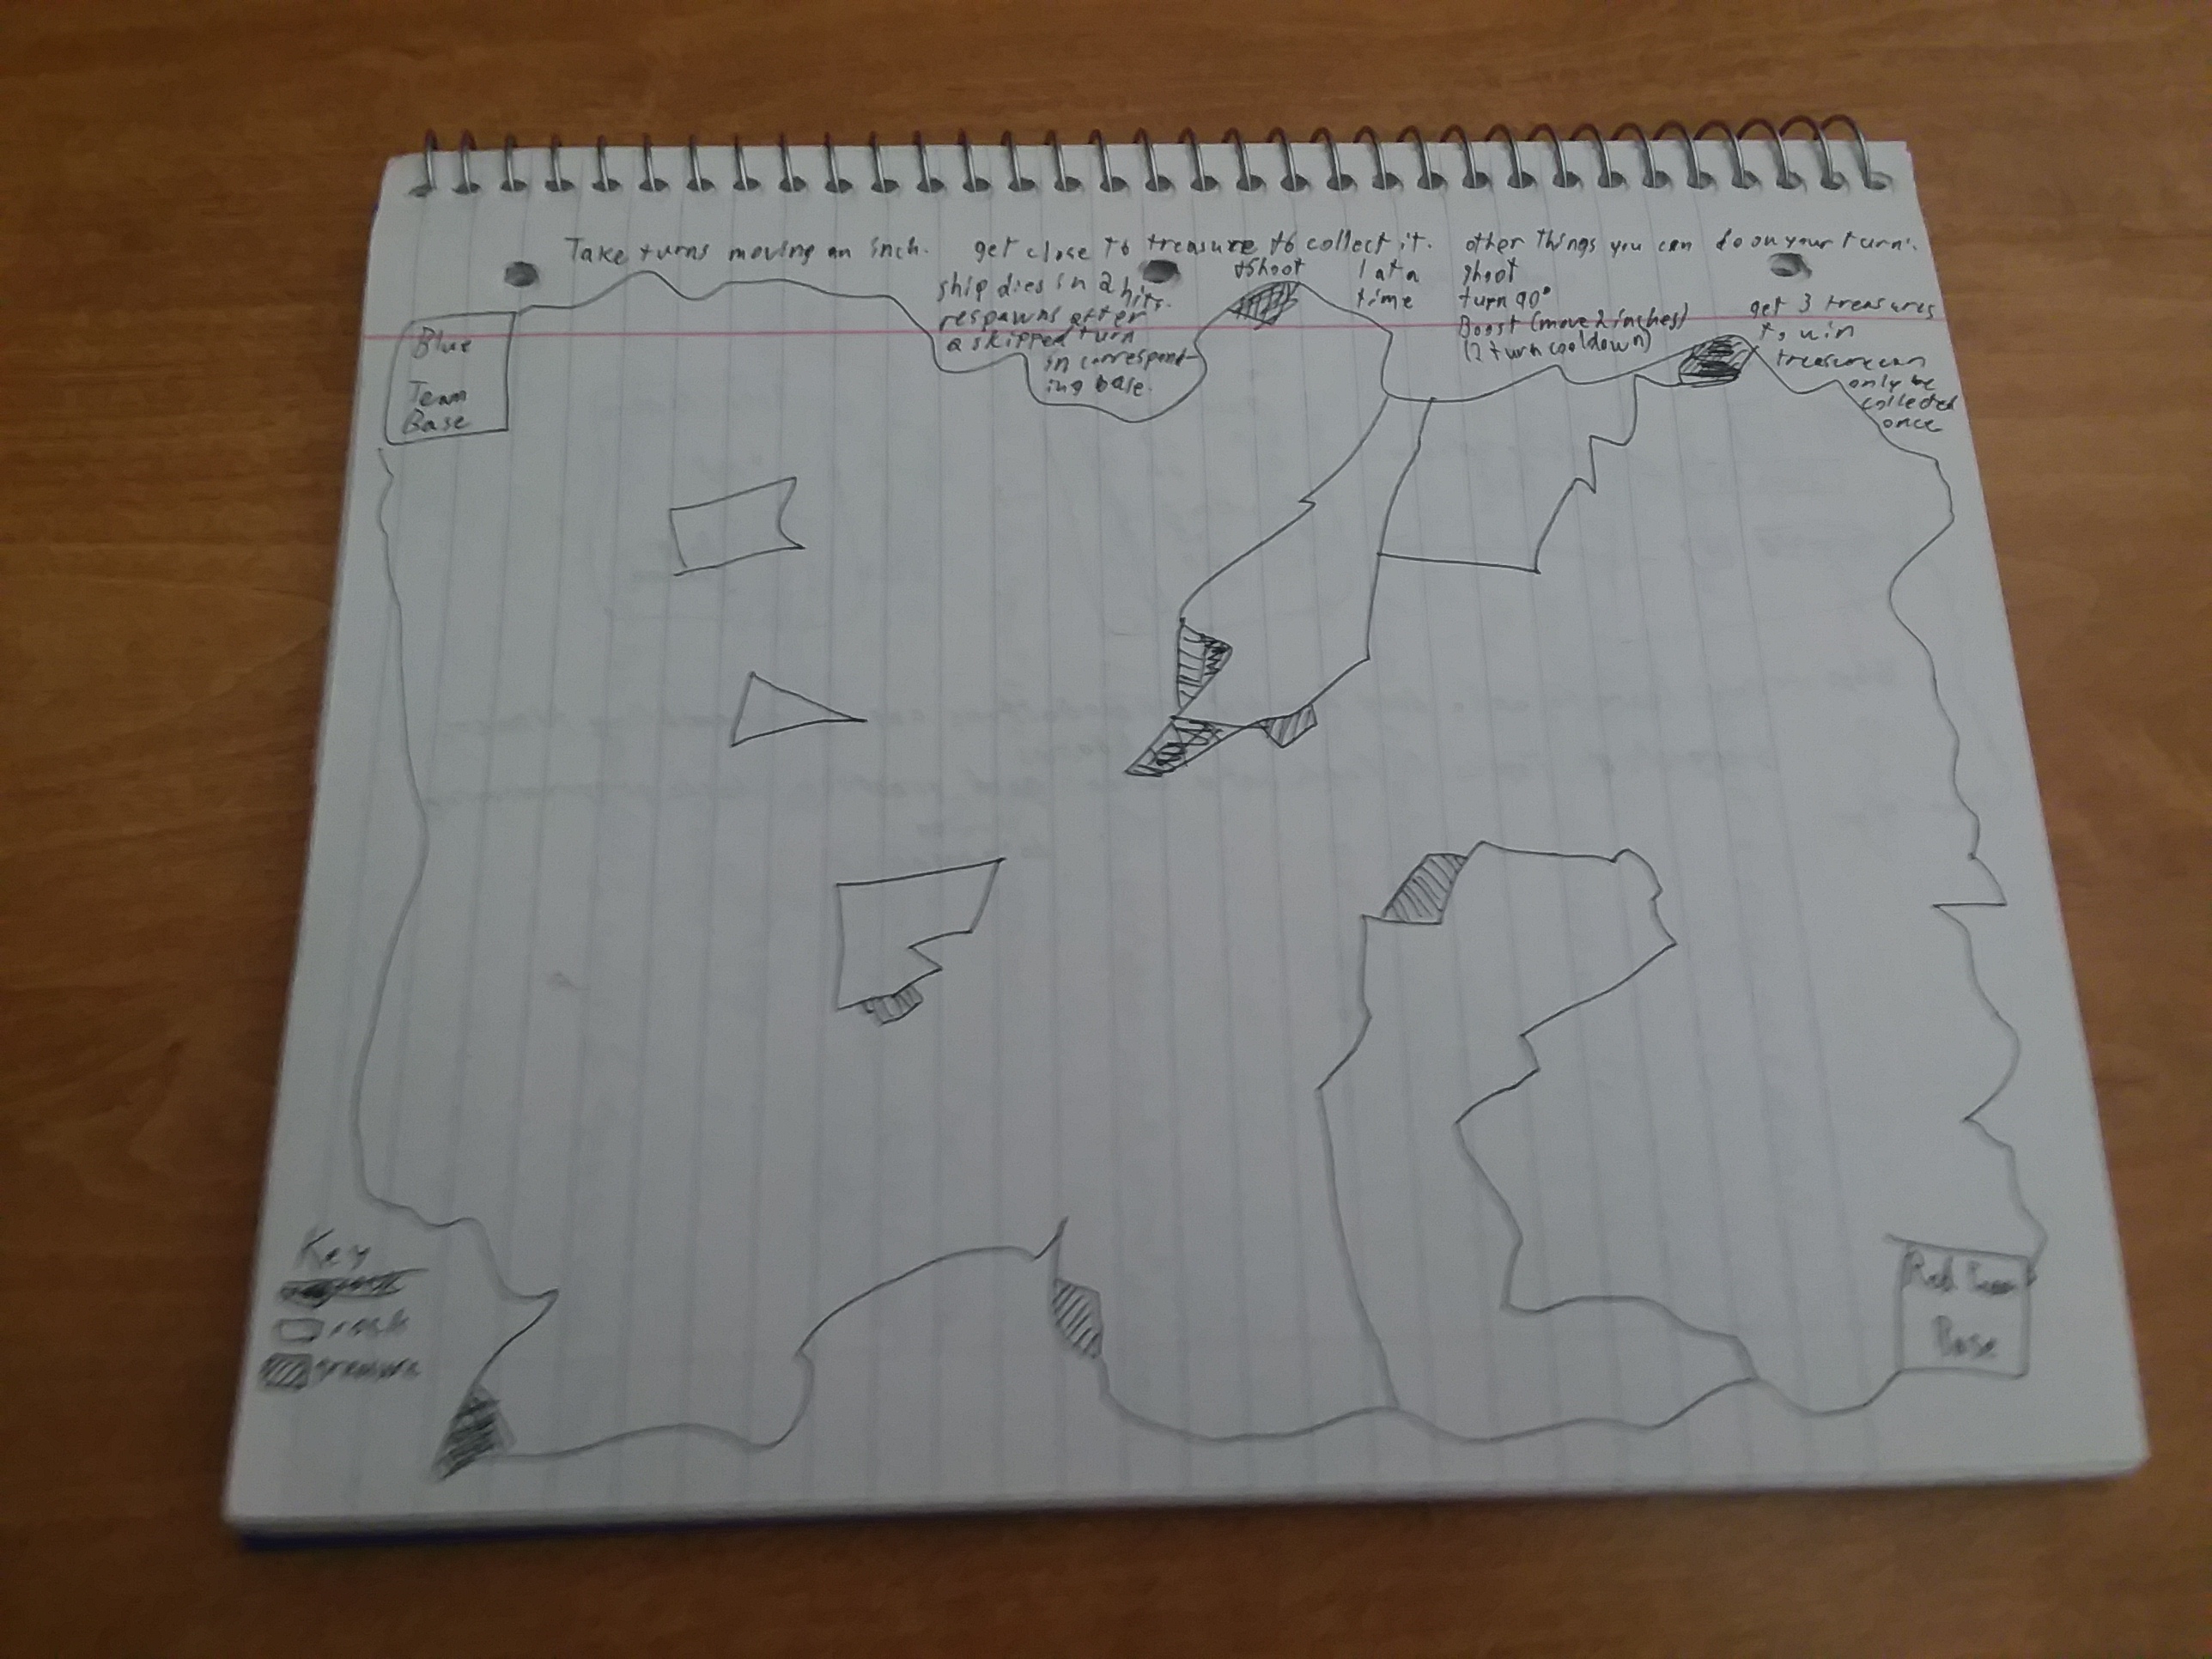 Take turns moving an inch. get close to treasure to collect it. other things you can do on your turn:
ship dies in 2 hits.
respawns after
a skipped turn
in correspond-
ing base.
+shoot
1 at a
time
shoot
turn 90°
Boost (move 2 inches)
(2 turn cooldown)
get 3 treasures
to win
treasure can
only be
collected
once
Blue
Team
Base
Key
rock
treasure
Red Team
Base